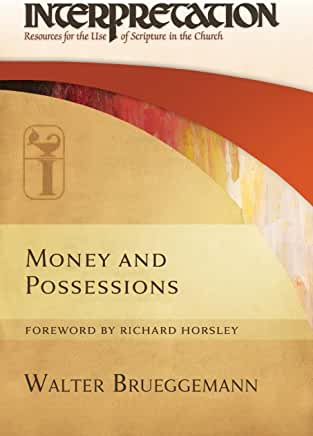 INTERPRETATION
Resources for the Use of Scripture in the Church
I
MONEY AND
POSSESSIONS
FOREWORD BY RICHARD HORSLEY
WALTER BRUEGGEMANN